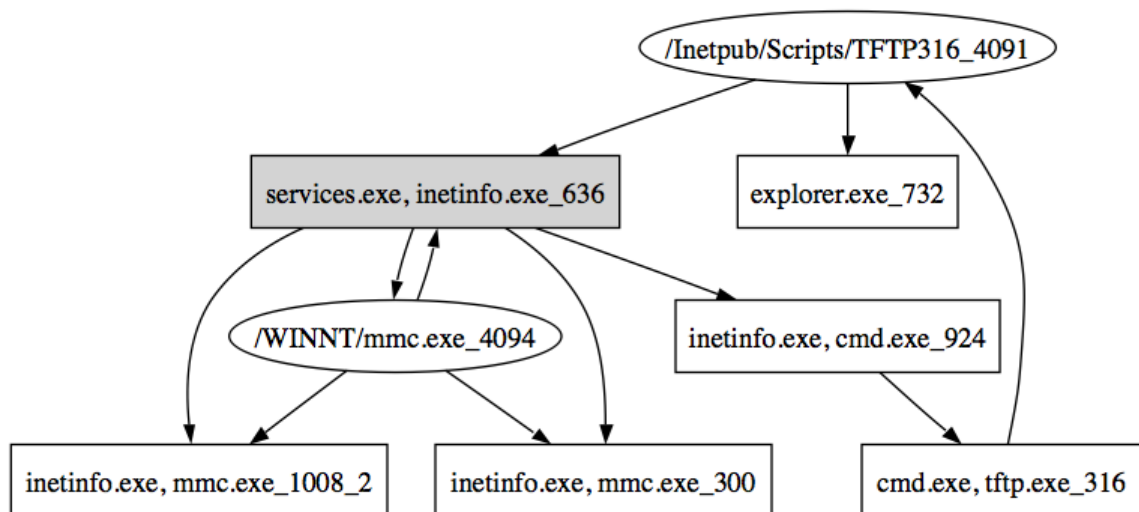 /Inetpub/Scripts/TFTP316_4091
services.exe, inetinfo.exe_636
explorer.exe_732
/WINNT/mmc.exe_4094
inetinfo.exe, cmd.exe_924
inetinfo.exe, mmc.exe_1008_2
inetinfo.exe, mmc.exe_300
cmd.exe, tftp.exe_316